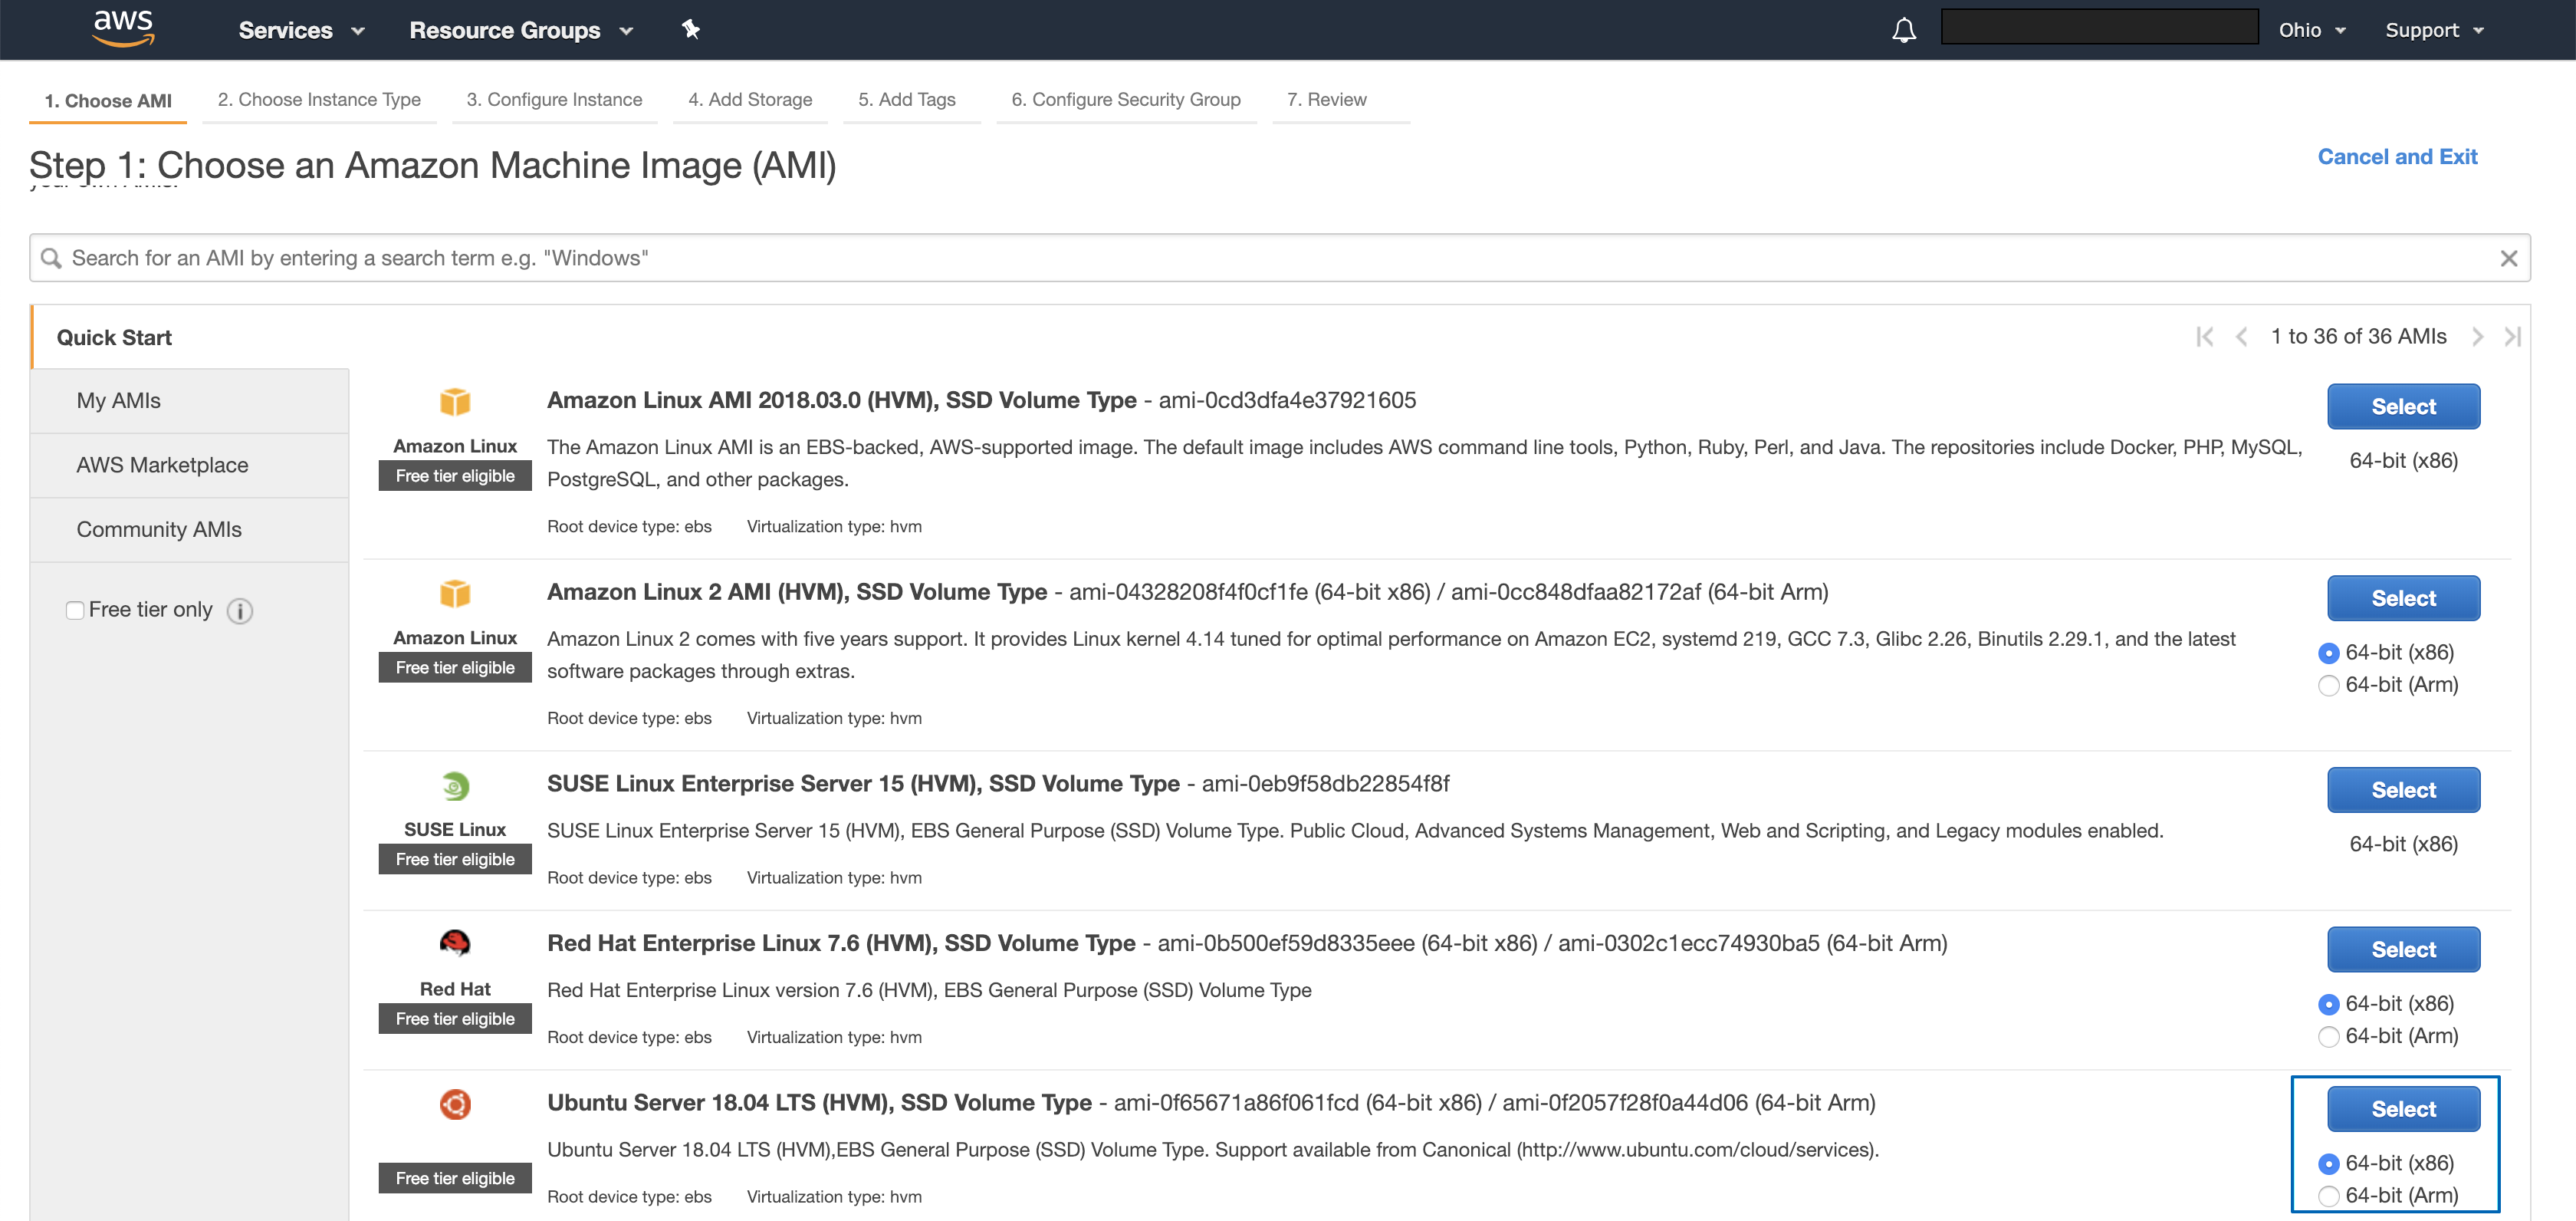 aws Services Resource Groups Ohio Support
1. Choose AMI 2. Choose Instance Type 3. Configure Instance 4. Add Storage 5. Add Tags 6. Configure Security Group 7. Review
Step 1: Choose an Amazon Machine Image (AMI)
Cancel and Exit
your own AMIs.
Search for an AMI by entering a search term e.g. "Windows"
Quick Start
1 to 36 of 36 AMIs
My AMIs
AWS Marketplace
Community AMIs
Free tier only
Amazon Linux
Free tier eligible
Amazon Linux AMI 2018.03.0 (HVM), SSD Volume Type - ami-0cd3dfa4e37921605
The Amazon Linux AMI is an EBS-backed, AWS-supported image. The default image includes AWS command line tools, Python, Ruby, Perl, and Java. The repositories include Docker, PHP, MySQL,
PostgreSQL, and other packages.
Root device type: ebs Virtualization type: hvm
Select
64-bit (x86)
Amazon Linux
Free tier eligible
Amazon Linux 2 AMI (HVM), SSD Volume Type - ami-04328208f4f0cf1fe (64-bit x86) / ami-0cc848dfaa82172af (64-bit Arm)
Amazon Linux 2 comes with five years support. It provides Linux kernel 4.14 tuned for optimal performance on Amazon EC2, systemd 219, GCC 7.3, Glibc 2.26, Binutils 2.29.1, and the latest
software packages through extras.
Root device type: ebs Virtualization type: hvm
Select
64-bit (x86)
64-bit (Arm)
SUSE Linux
Free tier eligible
SUSE Linux Enterprise Server 15 (HVM), SSD Volume Type - ami-0eb9f58db22854f8f
SUSE Linux Enterprise Server 15 (HVM), EBS General Purpose (SSD) Volume Type. Public Cloud, Advanced Systems Management, Web and Scripting, and Legacy modules enabled.
Root device type: ebs Virtualization type: hvm
Select
64-bit (x86)
Red Hat
Free tier eligible
Red Hat Enterprise Linux 7.6 (HVM), SSD Volume Type - ami-0b500ef59d8335eee (64-bit x86) / ami-0302c1ecc74930ba5 (64-bit Arm)
Red Hat Enterprise Linux version 7.6 (HVM), EBS General Purpose (SSD) Volume Type
Root device type: ebs Virtualization type: hvm
Select
64-bit (x86)
64-bit (Arm)
Free tier eligible
Ubuntu Server 18.04 LTS (HVM), SSD Volume Type - ami-0f65671a86f061fcd (64-bit x86) / ami-0f2057f28f0a44d06 (64-bit Arm)
Ubuntu Server 18.04 LTS (HVM),EBS General Purpose (SSD) Volume Type. Support available from Canonical (http://www.ubuntu.com/cloud/services).
Root device type: ebs Virtualization type: hvm
Select
64-bit (x86)
64-bit (Arm)